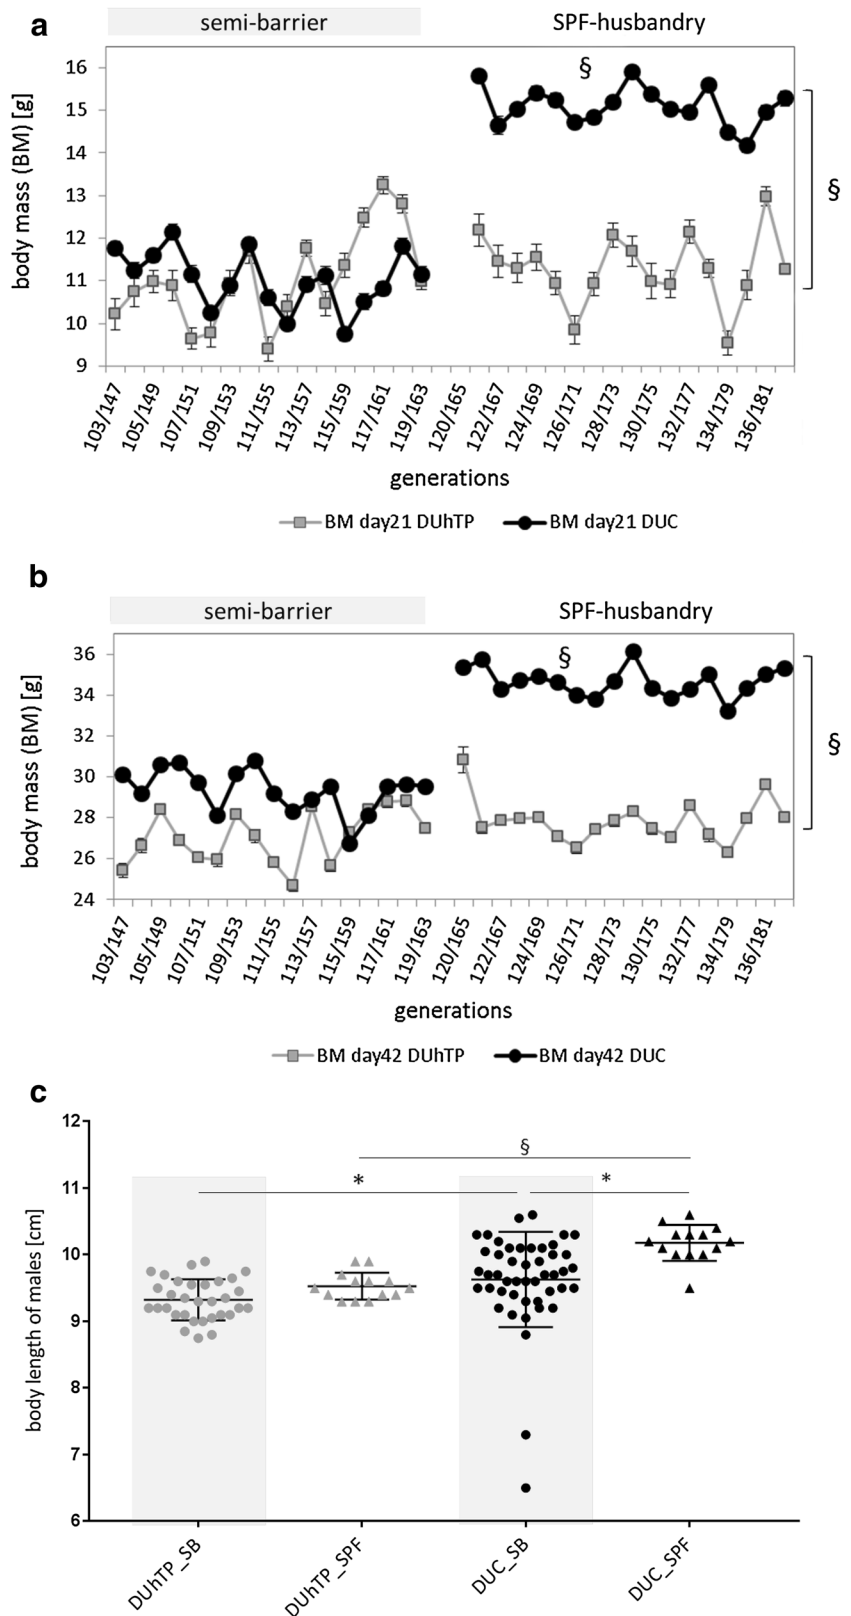 a
semi-barrier SPF-husbandry
body mass (BM) [g]
16
15
14
13
12
11
10
9
§
§
103/147 105/149 107/151 109/153 111/155 113/157 115/159 117/161 119/163 120/165 122/167 124/169 126/171 128/173 130/175 132/177 134/179 136/181
generations
BM day21 DUhTP BM day21 DUC
b
semi-barrier SPF-husbandry
body mass (BM) [g]
36
34
32
30
28
26
24
§
§
103/147 105/149 107/151 109/153 111/155 113/157 115/159 117/161 119/163 120/165 122/167 124/169 126/171 128/173 130/175 132/177 134/179 136/181
generations
BM day42 DUhTP BM day42 DUC
c
body length of males [cm]
12
11
10
9
8
7
6
§
* *
DUhTP_SB DUhTP_SPF DUC_SB DUC_SPF